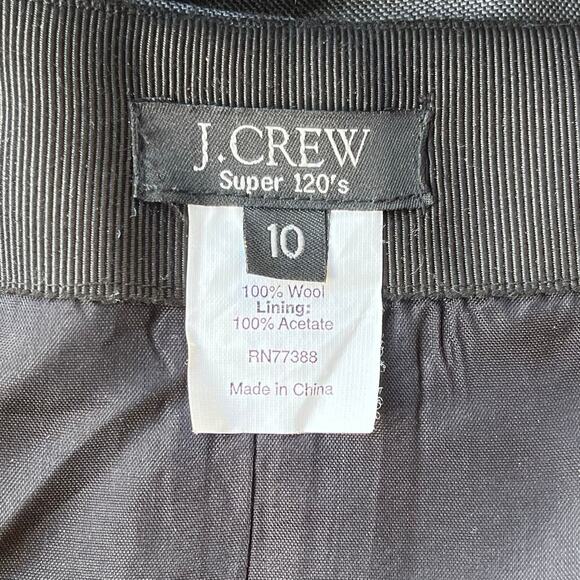 J.CREW
Super 120's
10
100% Wool
Lining:
100% Acetate
RN77388
Made in China